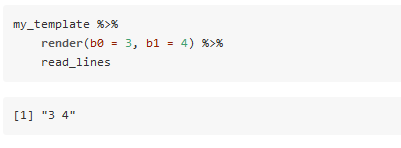 my_template %>%
    render(b0 = 3, b1 = 4) %>%
    read_lines
[1] "3 4"